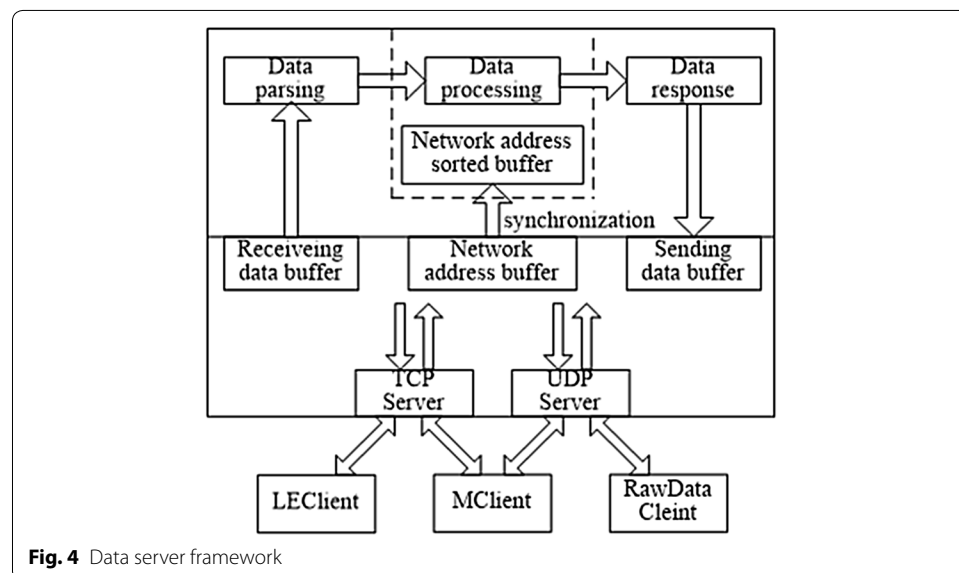 Data
parsing
Data
processing
Data
response
Network address
sorted buffer
synchronization
Receiveing
data buffer
Network
address buffer
Sending
data buffer
TCP
Server
UDP
Server
LEClient
MClient
RawData
Cleint
Fig. 4 Data server framework